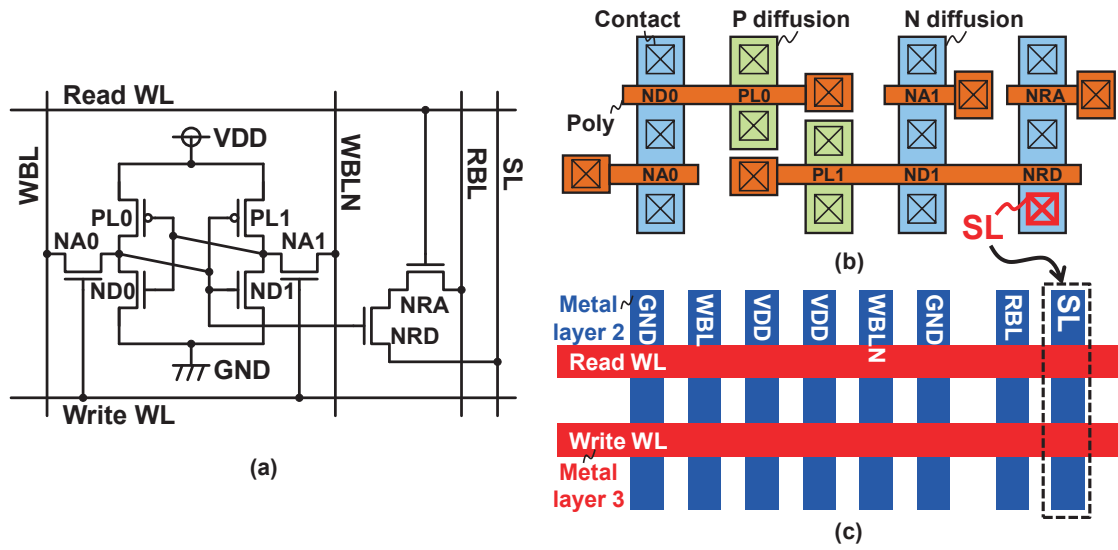 Read WL
VDD
WBL
WBLN
RBL
SL
PL0
PL1
NA0
NA1
ND0
ND1
NRA
NRD
GND
Write WL
(a)
Contact
P diffusion
N diffusion
ND0
PL0
NA1
NRA
Poly
NA0
PL1
ND1
NRD
SL
(b)
Metal
layer 2
GND
WBL
VDD
VDD
WBLN
GND
RBL
SL
Read WL
Write WL
Metal
layer 3
(c)